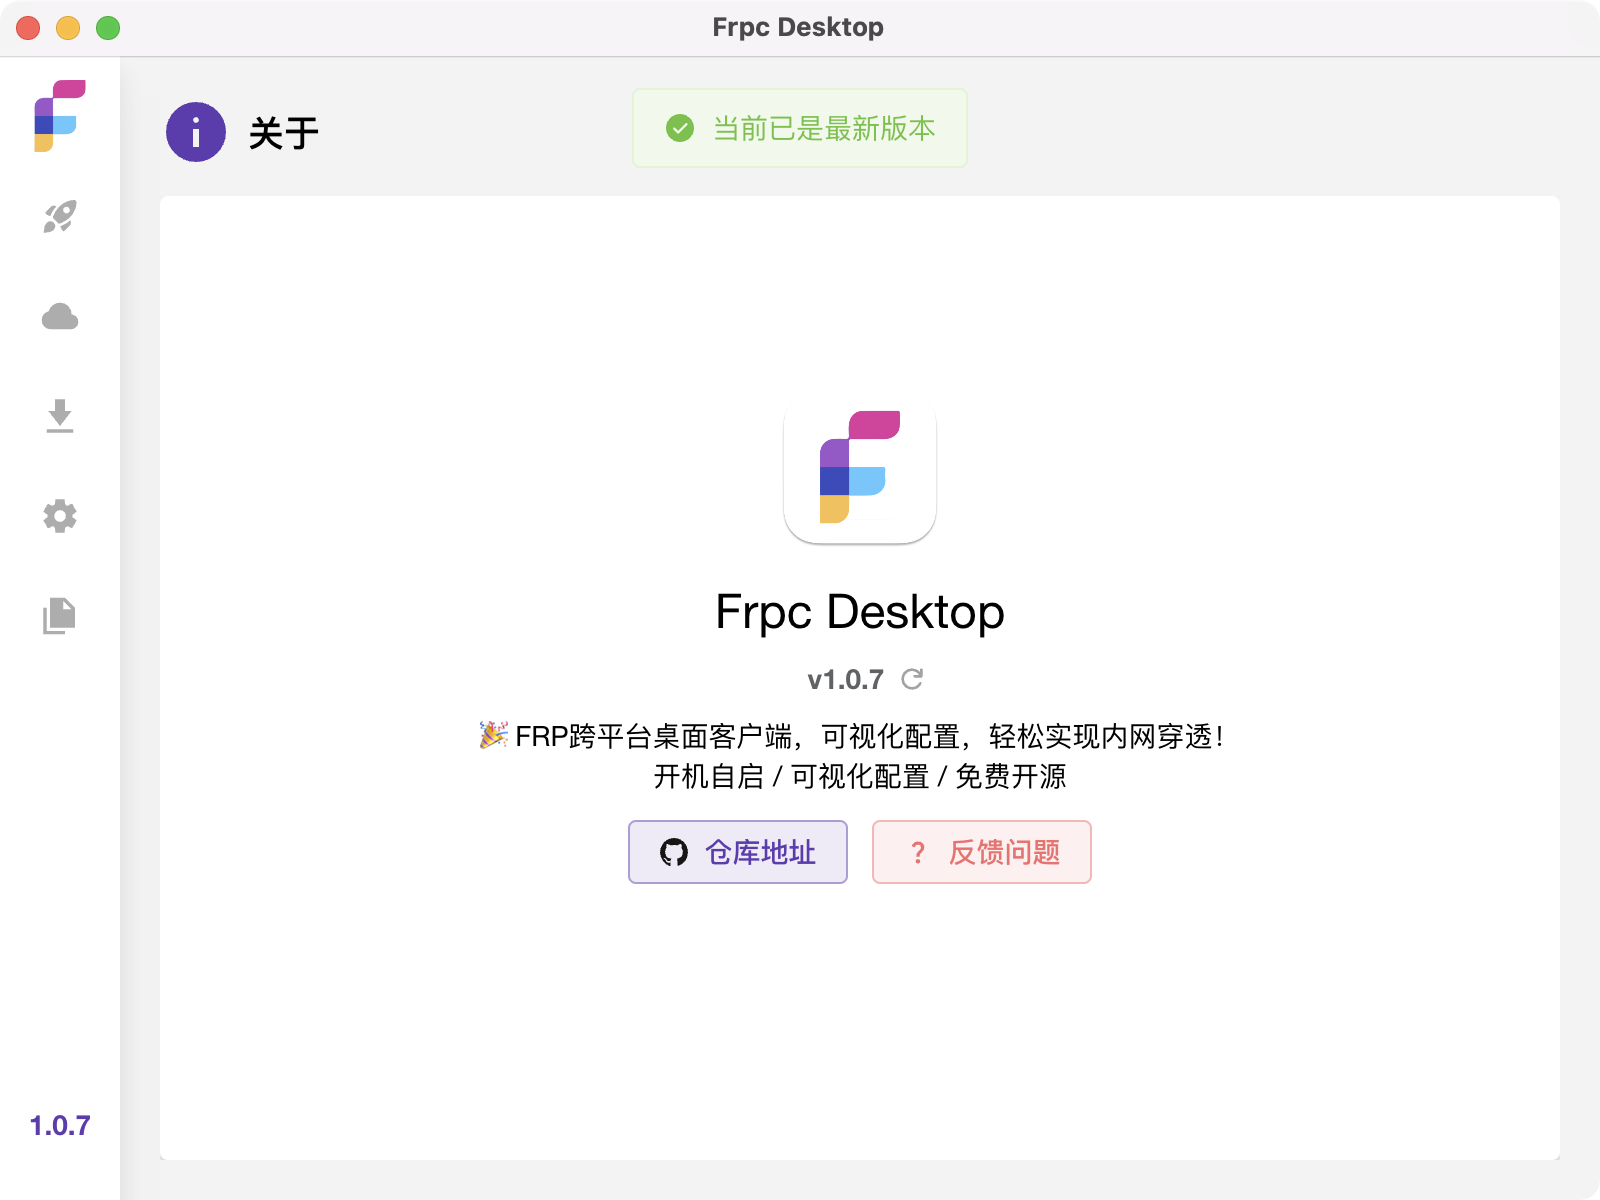 Frpc Desktop
关于
当前已是最新版本
Frpc Desktop
v1.0.7
🎉 FRP跨平台桌面客户端，可视化配置，轻松实现内网穿透！
开机自启 / 可视化配置 / 免费开源
仓库地址
? 反馈问题
1.0.7